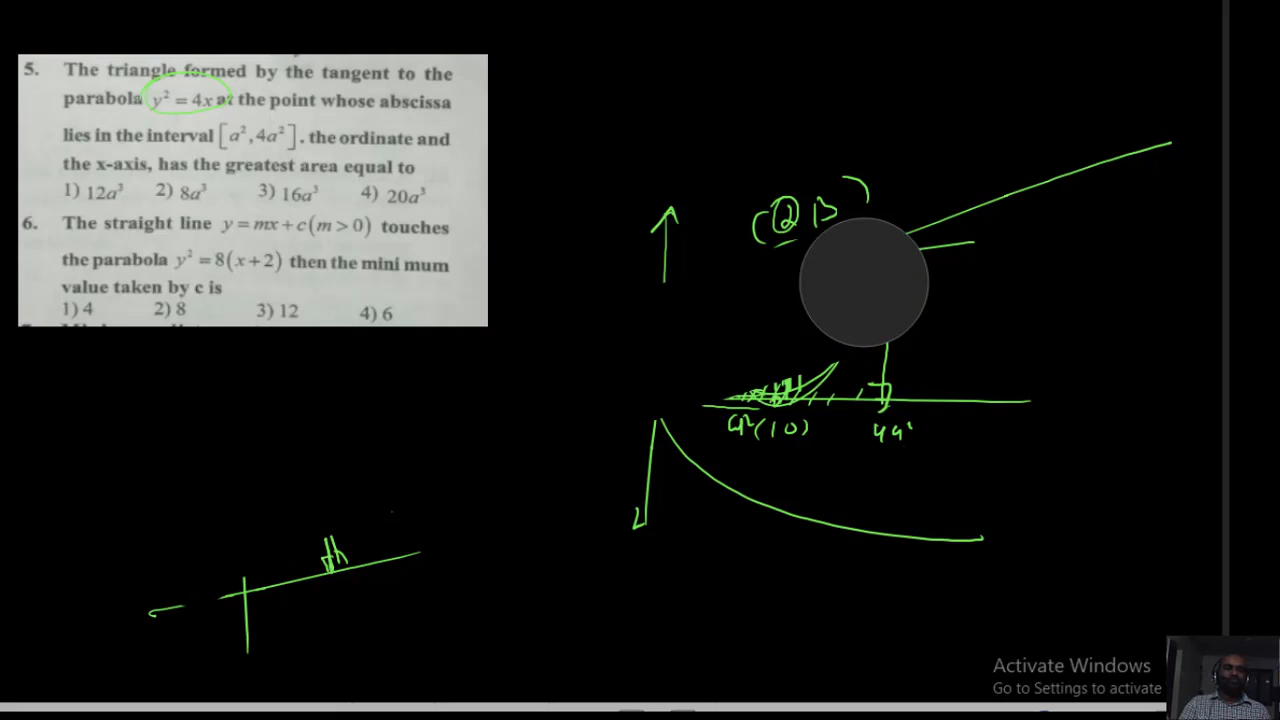 5. The triangle formed by the tangent to the
parabola y² = 4x at the point whose abscissa
lies in the interval [a², 4a²]. the ordinate and
the x-axis, has the greatest area equal to
1) 12a³ 2) 8a³ 3) 16a³ 4) 20a³
6. The straight line y = mx + c (m > 0) touches
the parabola y² = 8(x + 2) then the mini mum
value taken by c is
1) 4 2) 8 3) 12 4) 6
(10)
Activate Windows
Go to Settings to activate